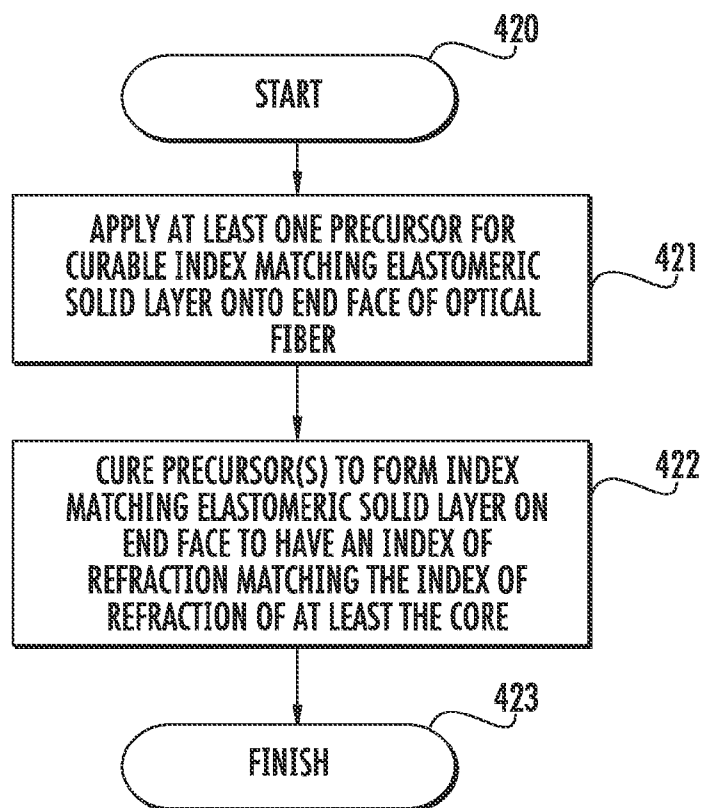 420
START
APPLY AT LEAST ONE PRECURSOR FOR
CURABLE INDEX MATCHING ELASTOMERIC
SOLID LAYER ONTO END FACE OF OPTICAL
FIBER
421
CURE PRECURSOR(S) TO FORM INDEX
MATCHING ELASTOMERIC SOLID LAYER ON
END FACE TO HAVE AN INDEX OF
REFRACTION MATCHING THE INDEX OF
REFRACTION OF AT LEAST THE CORE
422
423
FINISH